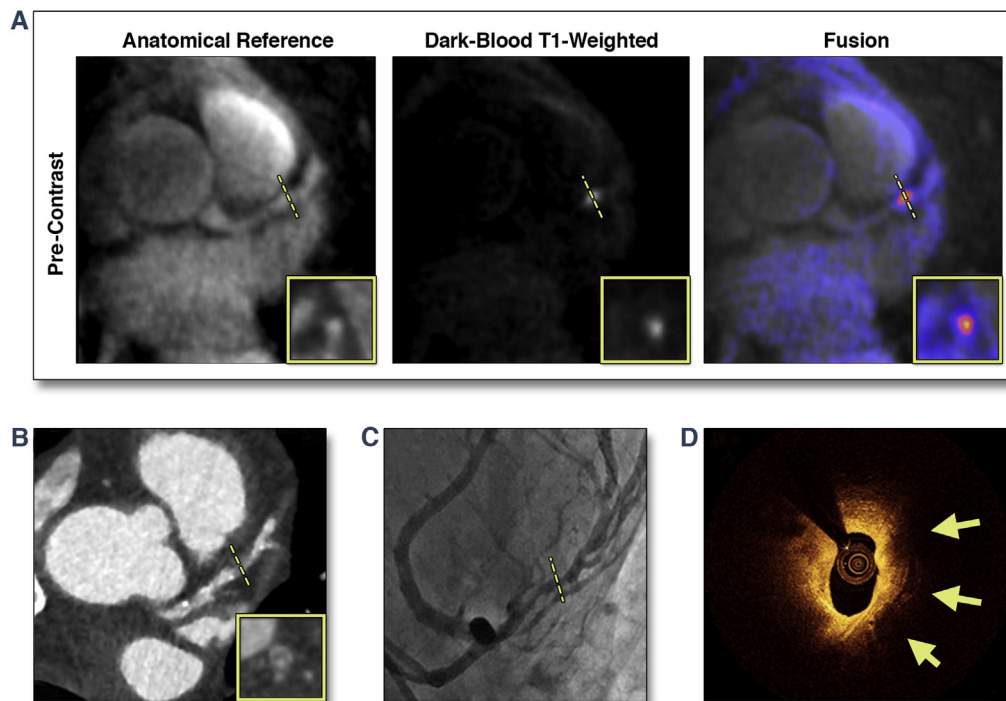 A
Anatomical Reference
Dark-Blood T1-Weighted
Fusion
Pre-Contrast
B
C
D